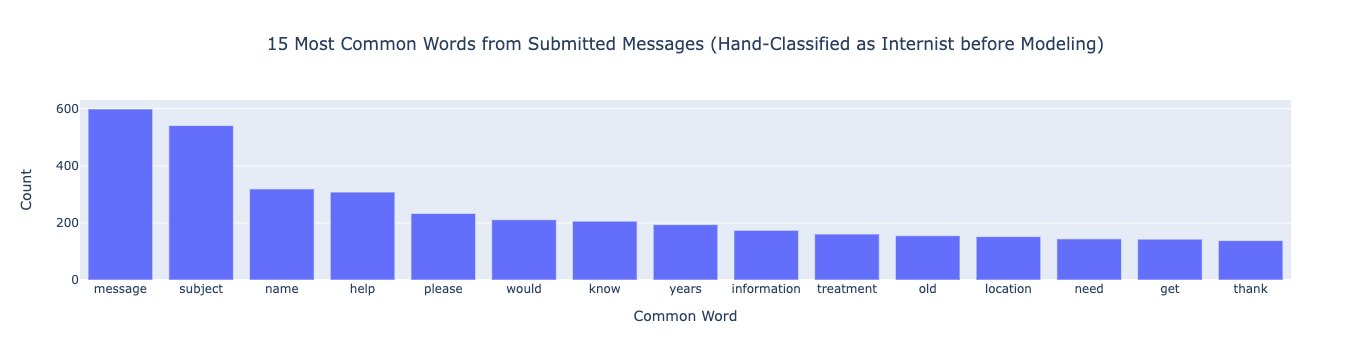 15 Most Common Words from Submitted Messages (Hand-Classified as Internist before Modeling)
600
400
200
0
Count
message subject name help please would know years information treatment old location need get thank
Common Word